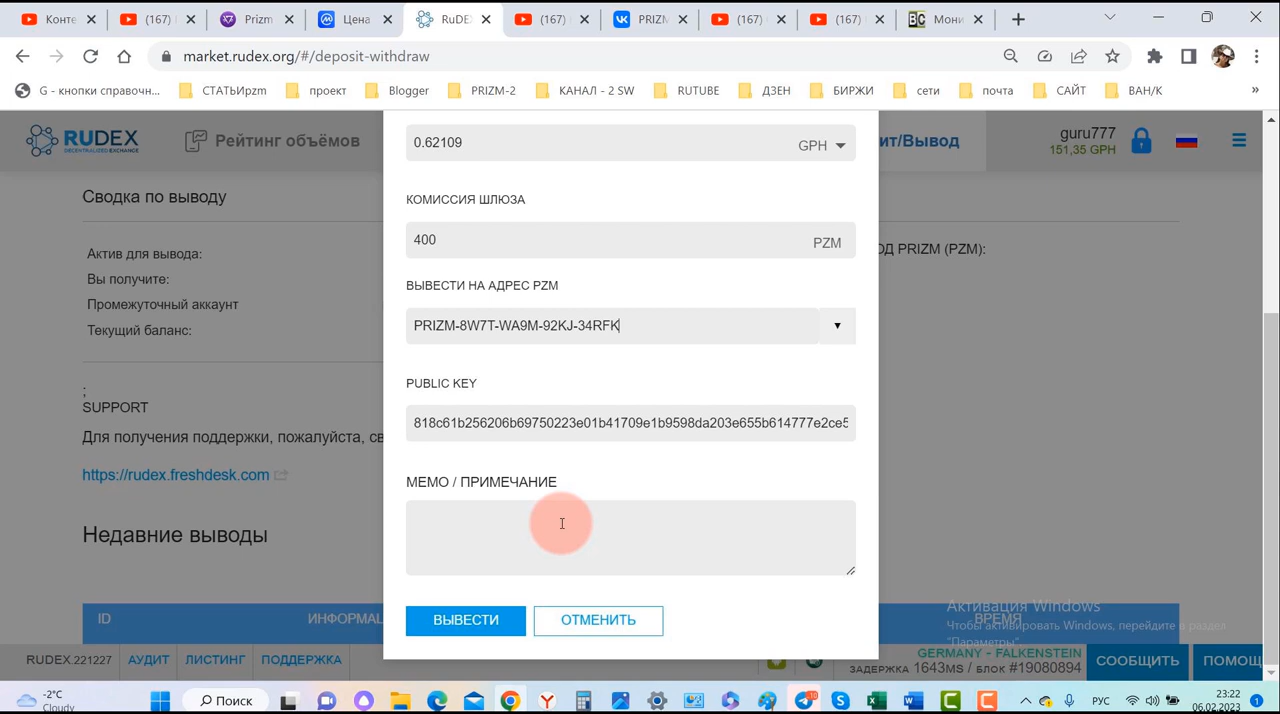 Конте
(167)
Prizm
Цена
RuDEX
(167)
PRIZM
(167)
(167)
BC
Мони
market.rudex.org/#/deposit-withdraw
G - кнопки справочн...
СТАТЬИpzm
проект
Blogger
PRIZM-2
КАНАЛ - 2 SW
RUTUBE
ДЗЕН
БИРЖИ
сети
почта
САЙТ
ВАН/К
»
RUDEX
DECENTRALIZED EXCHANGE
Рейтинг объёмов
ит/Вывод
guru777
151,35 GPH
0.62109
GPH
Сводка по выводу
КОМИССИЯ ШЛЮЗА
400
PZM
ОД PRIZM (PZM):
Актив для вывода:
Вы получите:
Промежуточный аккаунт
Текущий баланс:
ВЫВЕСТИ НА АДРЕС PZM
PRIZM-8W7T-WA9M-92KJ-34RFK
PUBLIC KEY
818c61b256206b69750223e01b41709e1b9598da203e655b614777e2ce5
;
SUPPORT
Для получения поддержки, пожалуйста, св
https://rudex.freshdesk.com
МЕМО / ПРИМЕЧАНИЕ
Недавние выводы
ВЫВЕСТИ
ОТМЕНИТЬ
ID
ИНФОРМАЦ
ВРЕМЯ
Активация Windows
Чтобы активировать Windows, перейдите в раздел
"Параметры".
RUDEX.221227
АУДИТ
ЛИСТИНГ
ПОДДЕРЖКА
GERMANY - FALKENSTEIN
ЗАДЕРЖКА 1643MS / БЛОК #19080894
СООБЩИТЬ
ПОМОЩ
-2°C
Cloudy
Поиск
РУС
23:22
06.02.2023